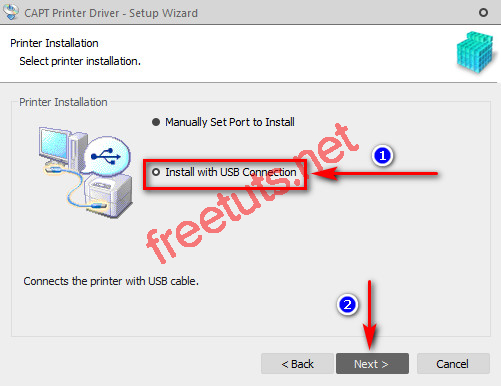 CAPT Printer Driver - Setup Wizard
Printer Installation
Select printer installation.
Printer Installation
Manually Set Port to Install
Install with USB Connection
1
freetuts.net
Connects the printer with USB cable.
2
< Back
Next >
Cancel